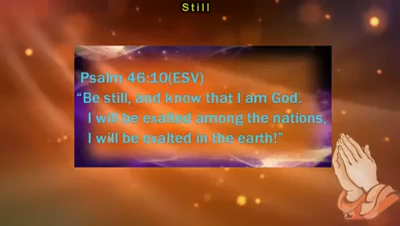 Still
Psalm 46:10(ESV)
“Be still, and know that I am God.
I will be exalted among the nations,
I will be exalted in the earth!”